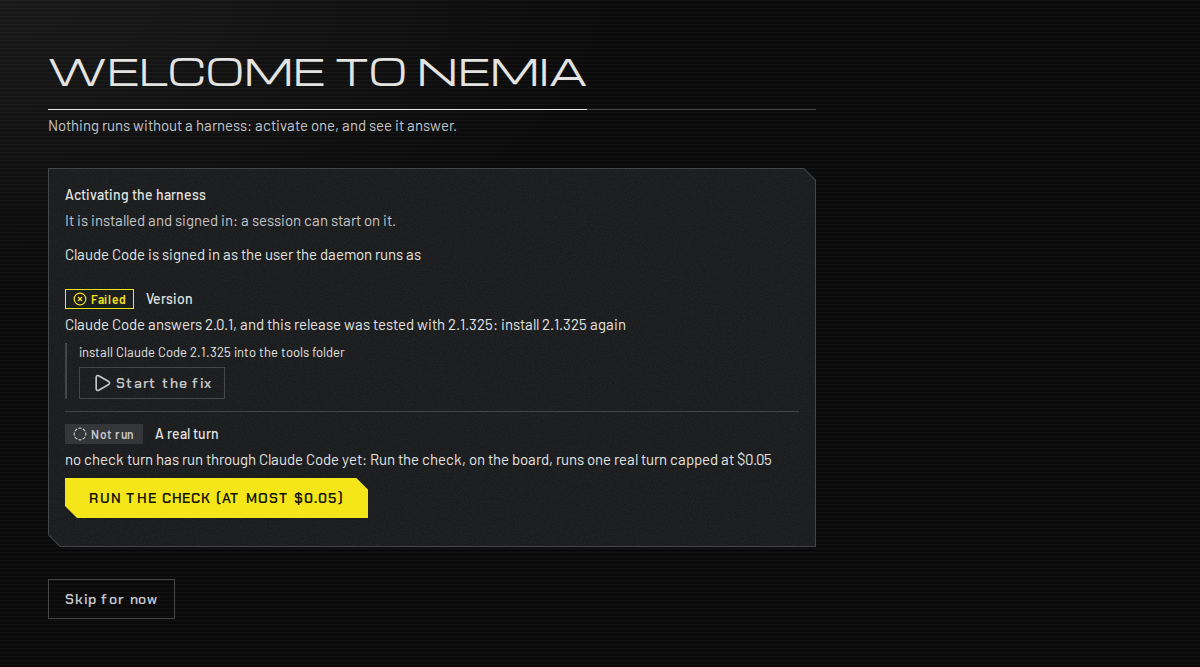 WELCOME TO NEMIA
Nothing runs without a harness: activate one, and see it answer.
Activating the harness
It is installed and signed in: a session can start on it.
Claude Code is signed in as the user the daemon runs as
Failed Version
Claude Code answers 2.0.1, and this release was tested with 2.1.325: install 2.1.325 again
install Claude Code 2.1.325 into the tools folder
Start the fix
Not run A real turn
no check turn has run through Claude Code yet: Run the check, on the board, runs one real turn capped at $0.05
RUN THE CHECK (AT MOST $0.05)
Skip for now